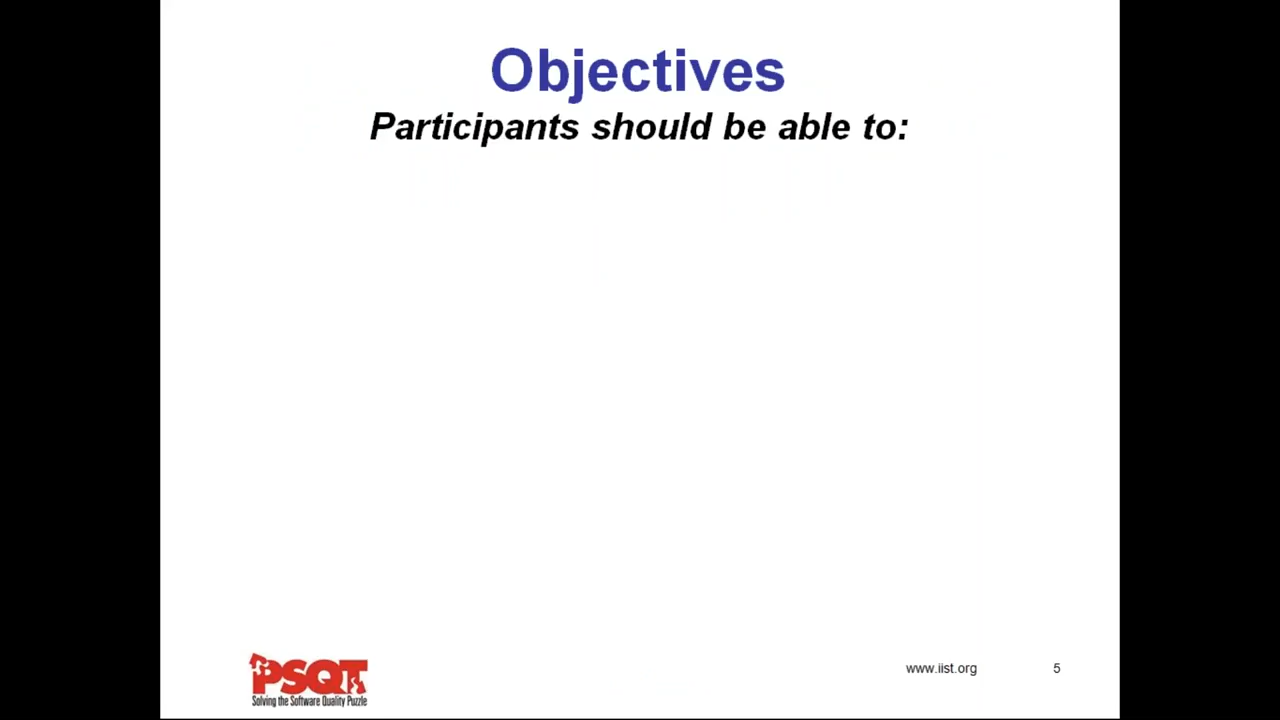 Objectives
Participants should be able to:
PSQT
Solving the Software Quality Puzzle
www.iist.org
5